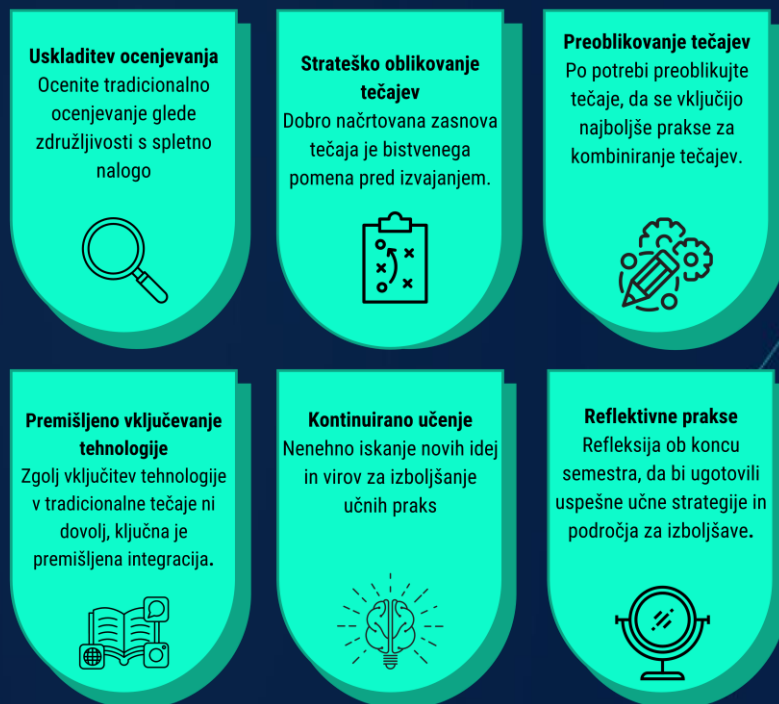 Uskladitev ocenjevanja
Ocenite tradicionalno
ocenjevanje glede
združljivosti s spletno
nalogo
Strateško oblikovanje
tečajev
Dobro načrtovana zasnova
tečaja je bistvenega
pomena pred izvajanjem.
Preoblikovanje tečajev
Po potrebi preoblikujte
tečaje, da se vključijo
najboljše prakse za
kombiniranje tečajev.
Premišljeno vključevanje
tehnologije
Zgolj vključitev tehnologije
v tradicionalne tečaje ni
dovolj, ključna je
premišljena integracija.
Kontinuirano učenje
Nenehno iskanje novih idej
in virov za izboljšanje
učnih praks
Reflektivne prakse
Refleksija ob koncu
semestra, da bi ugotovili
uspešne učne strategije in
področja za izboljšave.